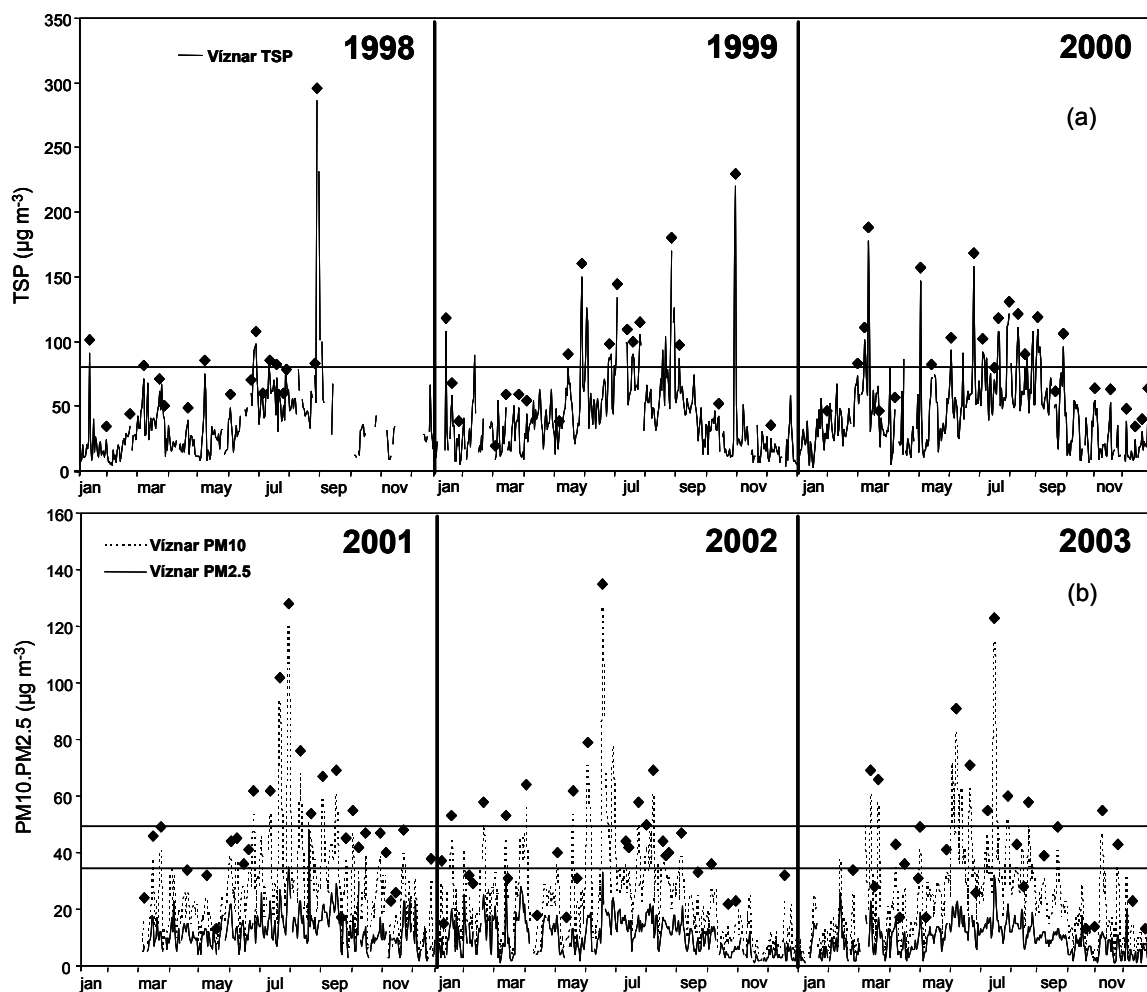 350
300
250
200
150
100
50
0
TSP (µg m-3)
Víznar TSP
1998
1999
2000
(a)
jan mar may jul sep nov jan mar may jul sep nov jan mar may jul sep nov
160
140
120
100
80
60
40
20
0
PM10.PM2.5 (µg m-3)
Víznar PM10
Víznar PM2.5
2001
2002
2003
(b)
jan mar may jul sep nov jan mar may jul sep nov jan mar may jul sep nov